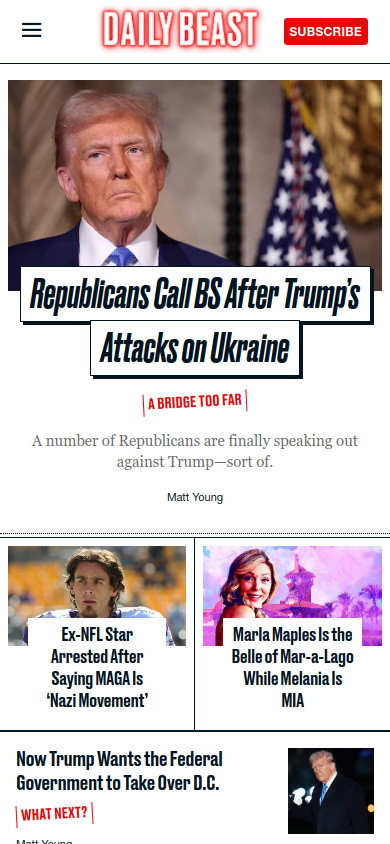 DAILY BEAST
SUBSCRIBE
Republicans Call BS After Trump's
Attacks on Ukraine
A BRIDGE TOO FAR
A number of Republicans are finally speaking out
against Trump—sort of.
Matt Young
Ex-NFL Star
Arrested After
Saying MAGA Is
‘Nazi Movement’
Marla Maples Is the
Belle of Mar-a-Lago
While Melania Is
MIA
Now Trump Wants the Federal
Government to Take Over D.C.
WHAT NEXT?
Matt Young